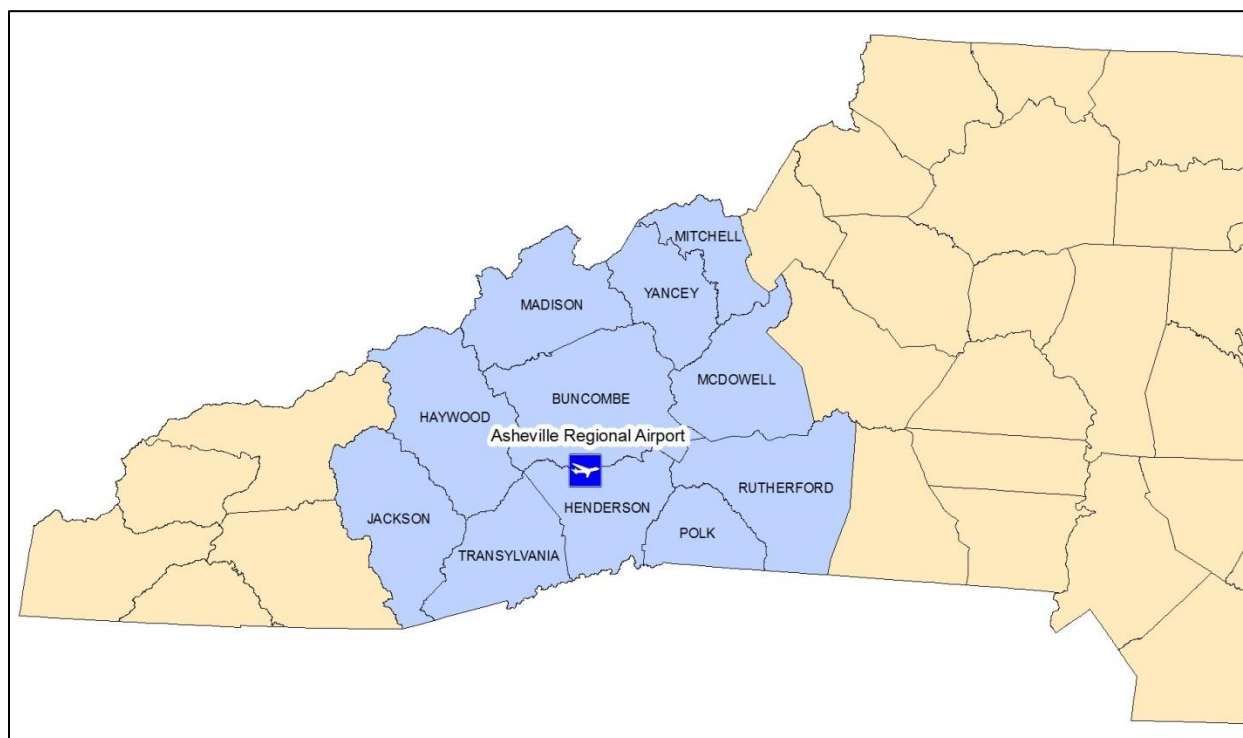 MITCHELL
YANCEY
MADISON
MCDOWELL
BUNCOMBE
HAYWOOD
Asheville Regional Airport
RUTHERFORD
HENDERSON
JACKSON
POLK
TRANSYLVANIA